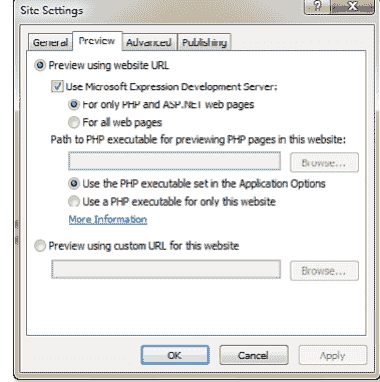 Site Settings
General Preview Advanced Publishing
Preview using website URL
Use Microsoft Expression Development Server:
For only PHP and ASP.NET web pages
For all web pages
Path to PHP executable for previewing PHP pages in this website:
Browse...
Use the PHP executable set in the Application Options
Use a PHP executable for only this website
More Information
Preview using custom URL for this website
Browse...
OK Cancel Apply